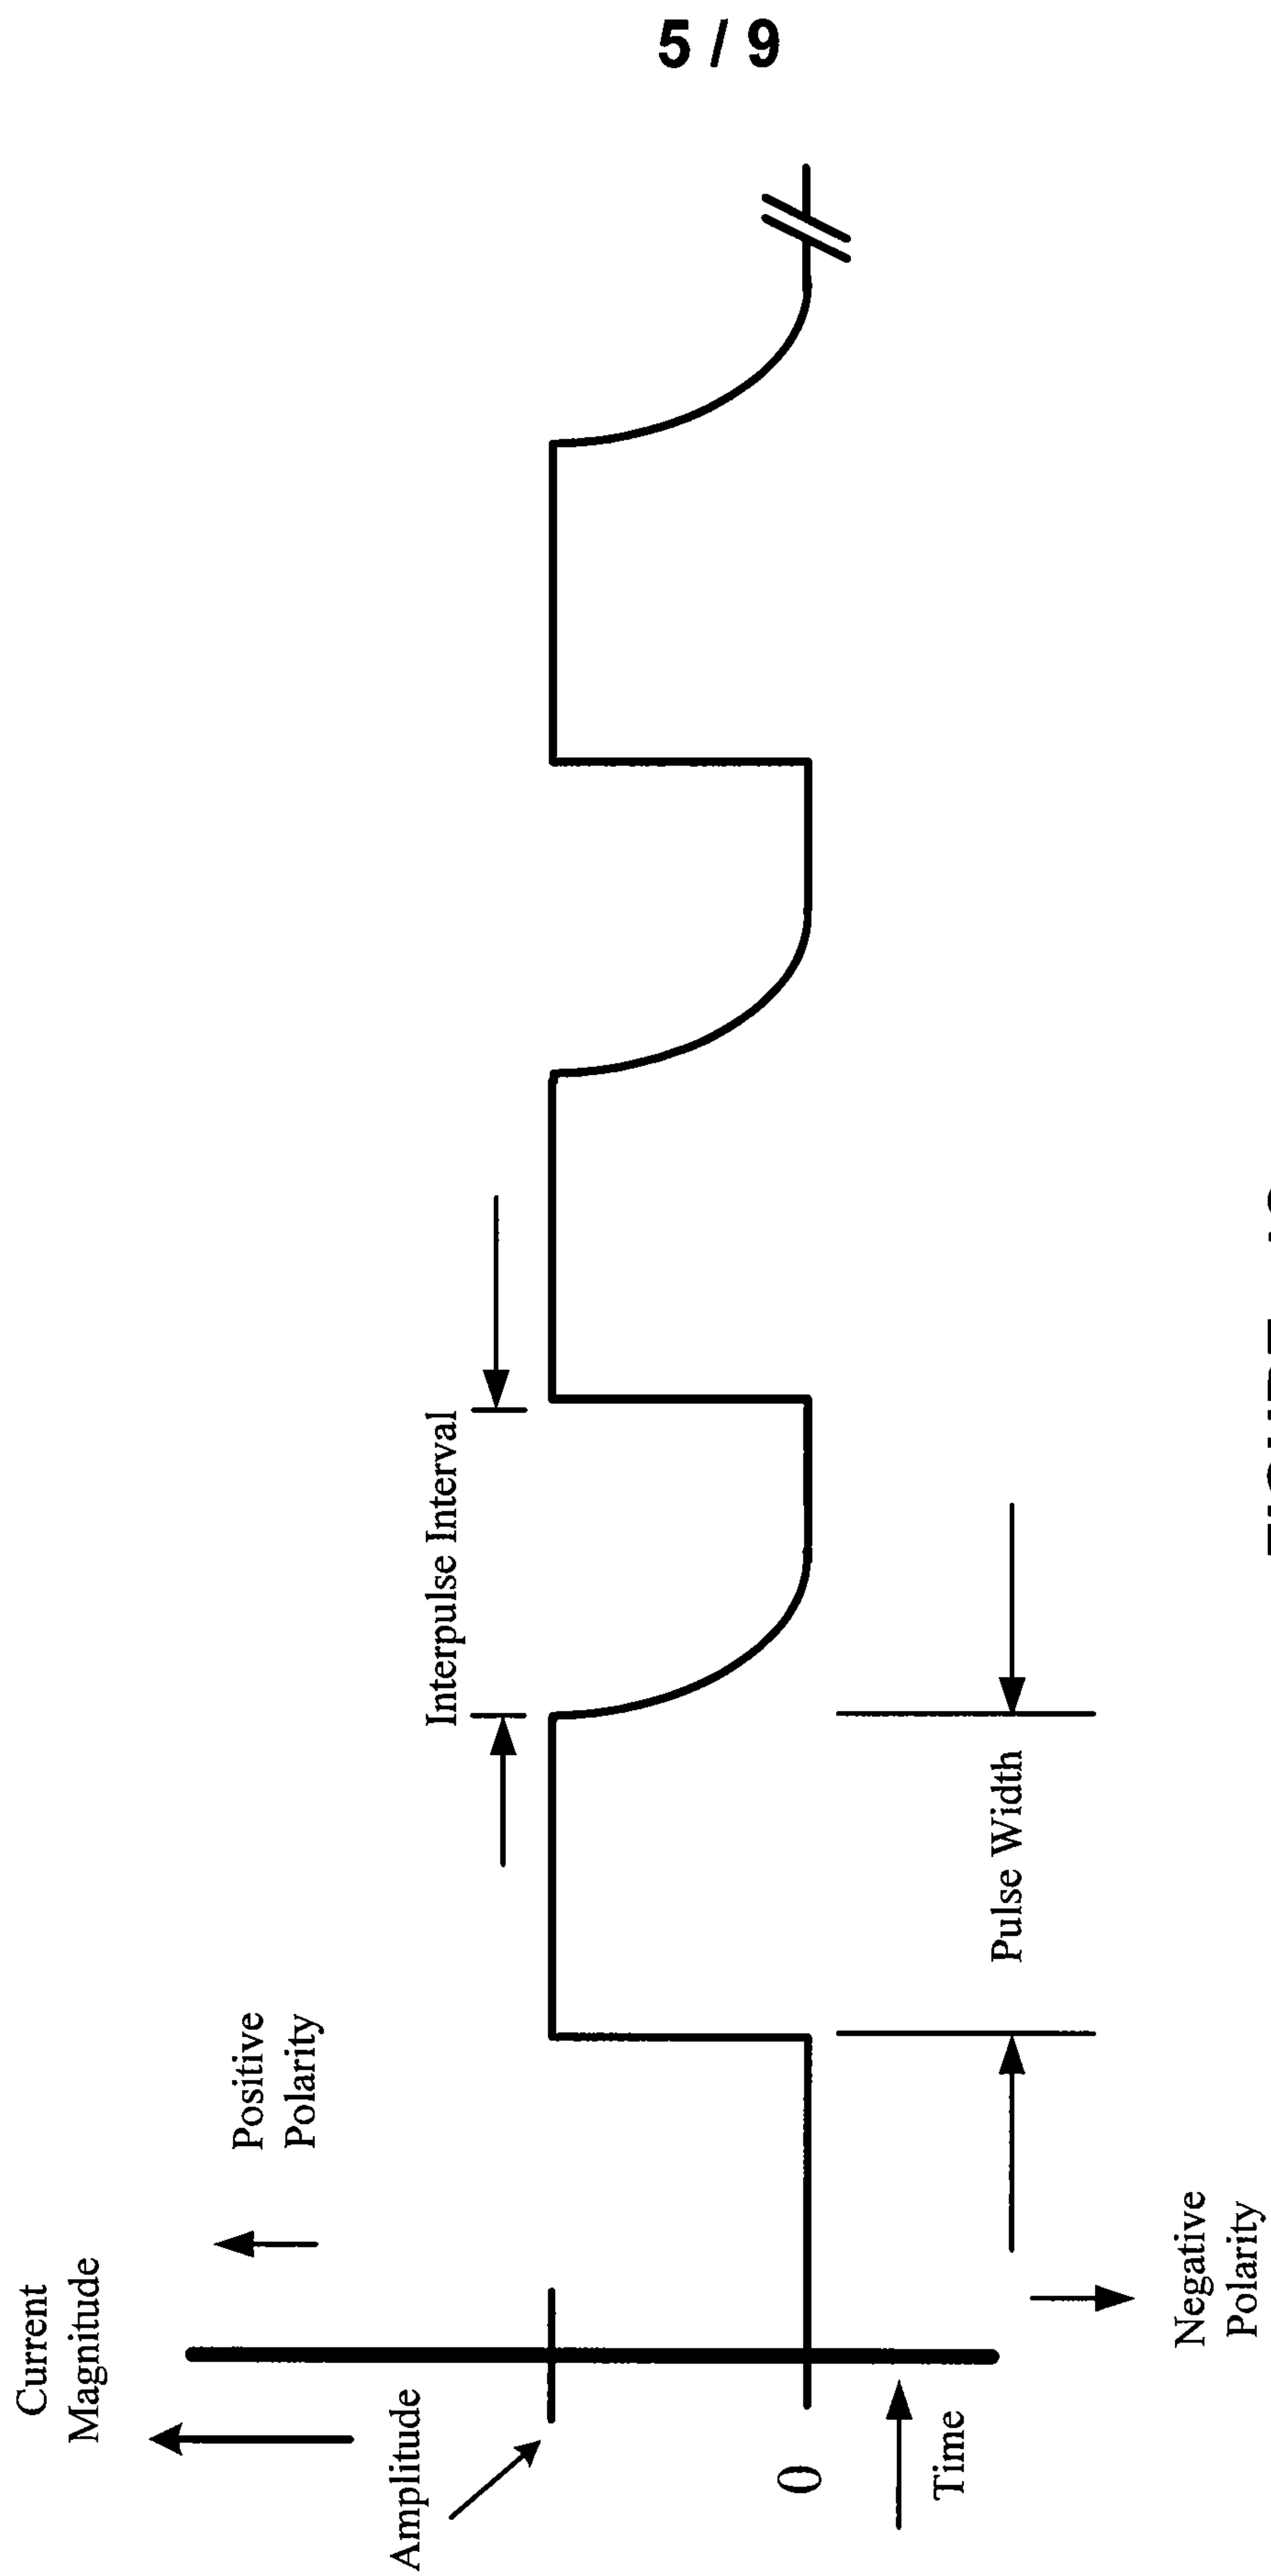 5 / 9
Current
Magnitude
Positive
Polarity
Amplitude
Interpulse Interval
0
Time
Pulse Width
Negative
Polarity